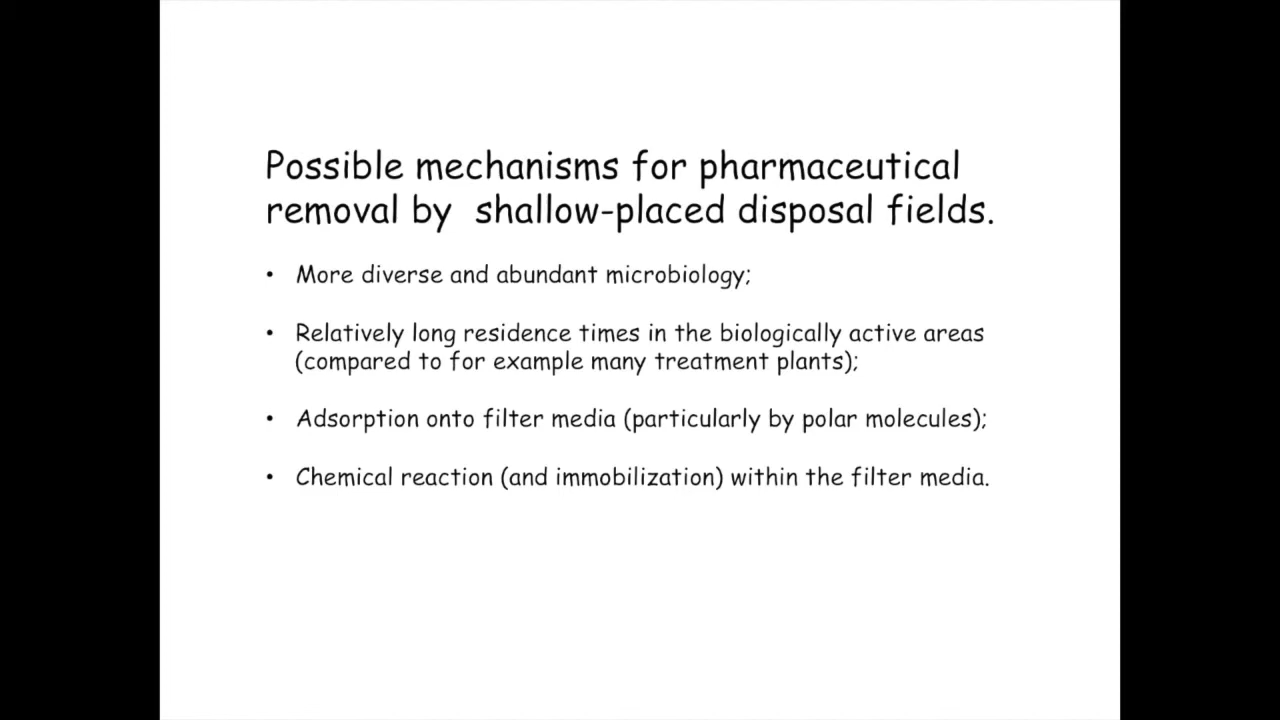 Possible mechanisms for pharmaceutical
removal by  shallow-placed disposal fields.
• More diverse and abundant microbiology;
• Relatively long residence times in the biologically active areas
(compared to for example many treatment plants);
• Adsorption onto filter media (particularly by polar molecules);
• Chemical reaction (and immobilization) within the filter media.